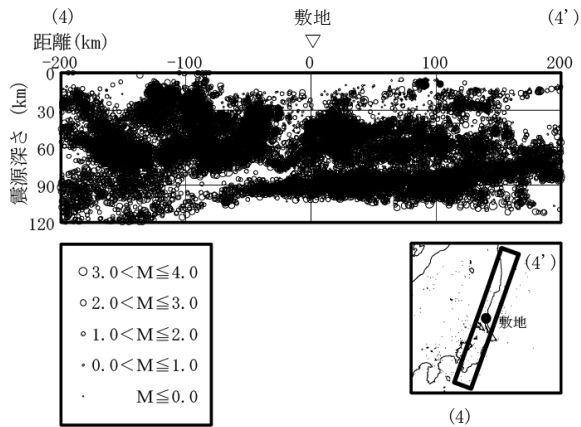 (4) 敷地 (4')
距離(km) ▽
-200 -100 0 100 200
震源深さ (km)
0
30
60
90
120
○3.0<M≦4.0
○2.0<M≦3.0
○1.0<M≦2.0
○0.0<M≦1.0
· M≦0.0
(4')
敷地
(4)